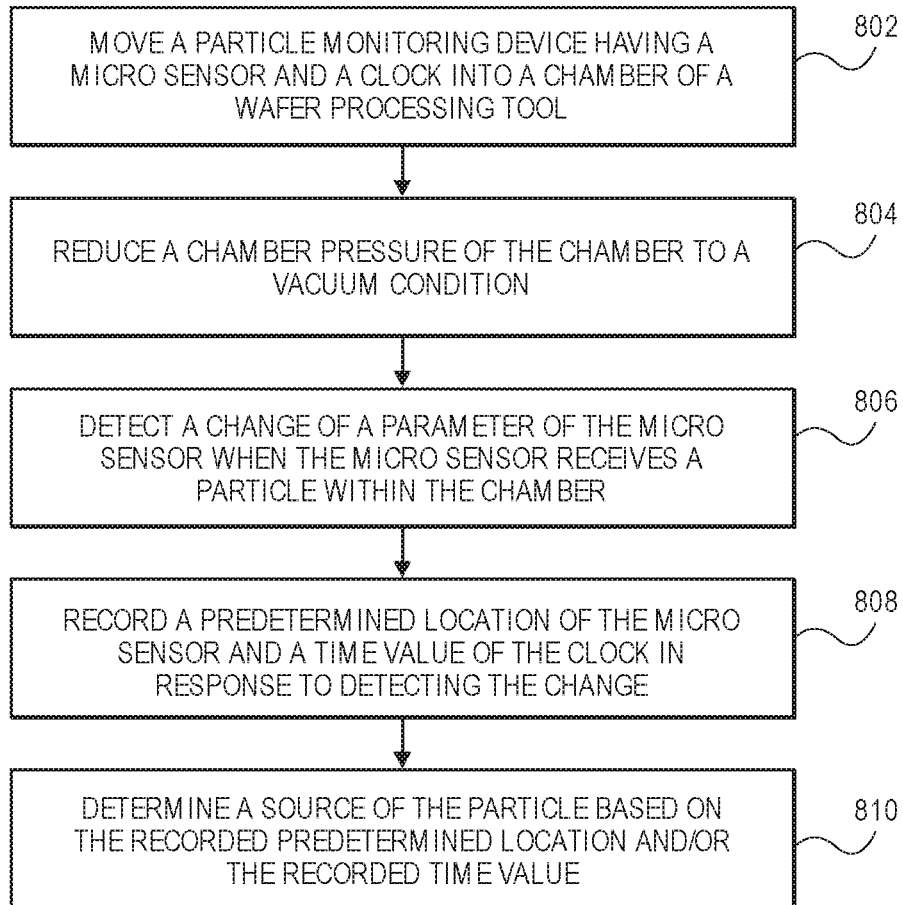 MOVE A PARTICLE MONITORING DEVICE HAVING A
MICRO SENSOR AND A CLOCK INTO A CHAMBER OF A
WAFER PROCESSING TOOL
802
REDUCE A CHAMBER PRESSURE OF THE CHAMBER TO A
VACUUM CONDITION
804
DETECT A CHANGE OF A PARAMETER OF THE MICRO
SENSOR WHEN THE MICRO SENSOR RECEIVES A
PARTICLE WITHIN THE CHAMBER
806
RECORD A PREDETERMINED LOCATION OF THE MICRO
SENSOR AND A TIME VALUE OF THE CLOCK IN
RESPONSE TO DETECTING THE CHANGE
808
DETERMINE A SOURCE OF THE PARTICLE BASED ON
THE RECORDED PREDETERMINED LOCATION AND/OR
THE RECORDED TIME VALUE
810